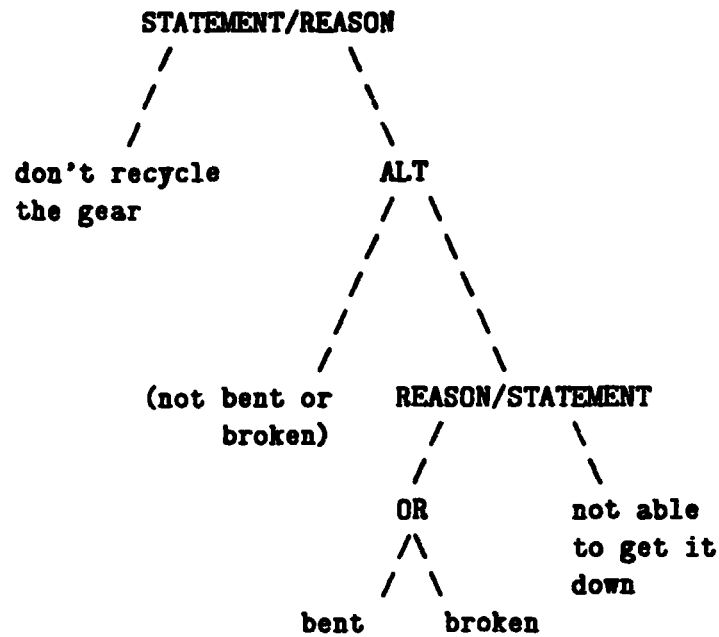 STATEMENT/REASON
don't recycle
the gear
ALT
(not bent or
broken)
REASON/STATEMENT
OR
not able
to get it
down
bent
broken